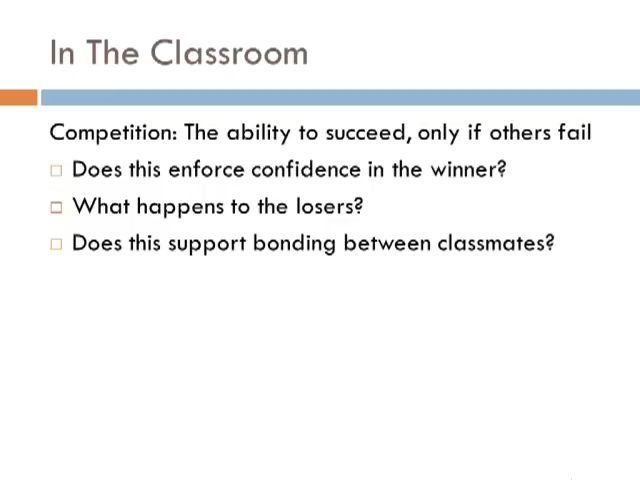 In The Classroom
Competition: The ability to succeed, only if others fail
Does this enforce confidence in the winner?
What happens to the losers?
Does this support bonding between classmates?